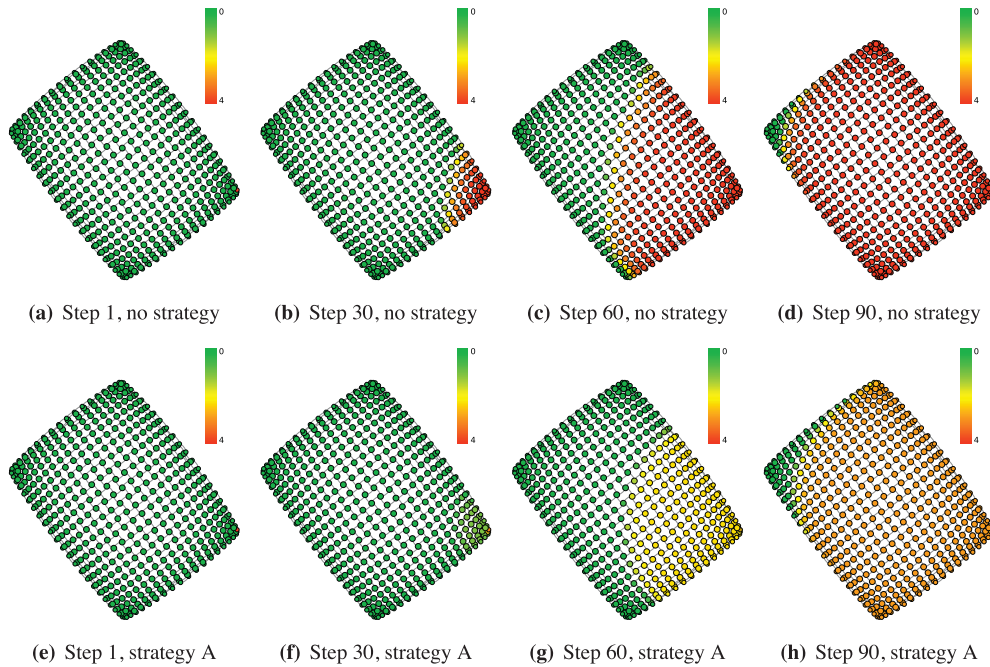 0 0 0 0
4 4 4 4
(a) Step 1, no strategy (b) Step 30, no strategy (c) Step 60, no strategy (d) Step 90, no strategy
0 0 0 0
4 4 4 4
(e) Step 1, strategy A (f) Step 30, strategy A (g) Step 60, strategy A (h) Step 90, strategy A